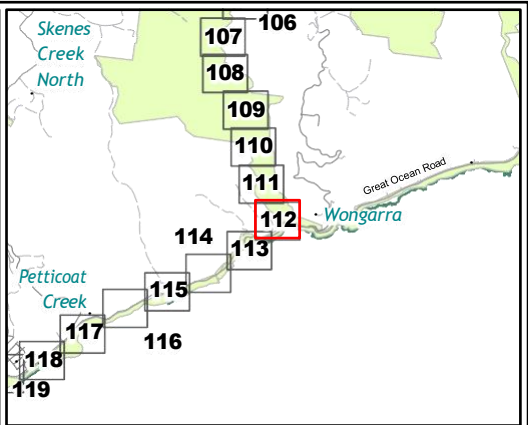 106
Skenes
Creek
North
107
108
109
110
111
Great Ocean Road
112
Wongarra
114
113
Petticoat
Creek
115
117
116
118
119